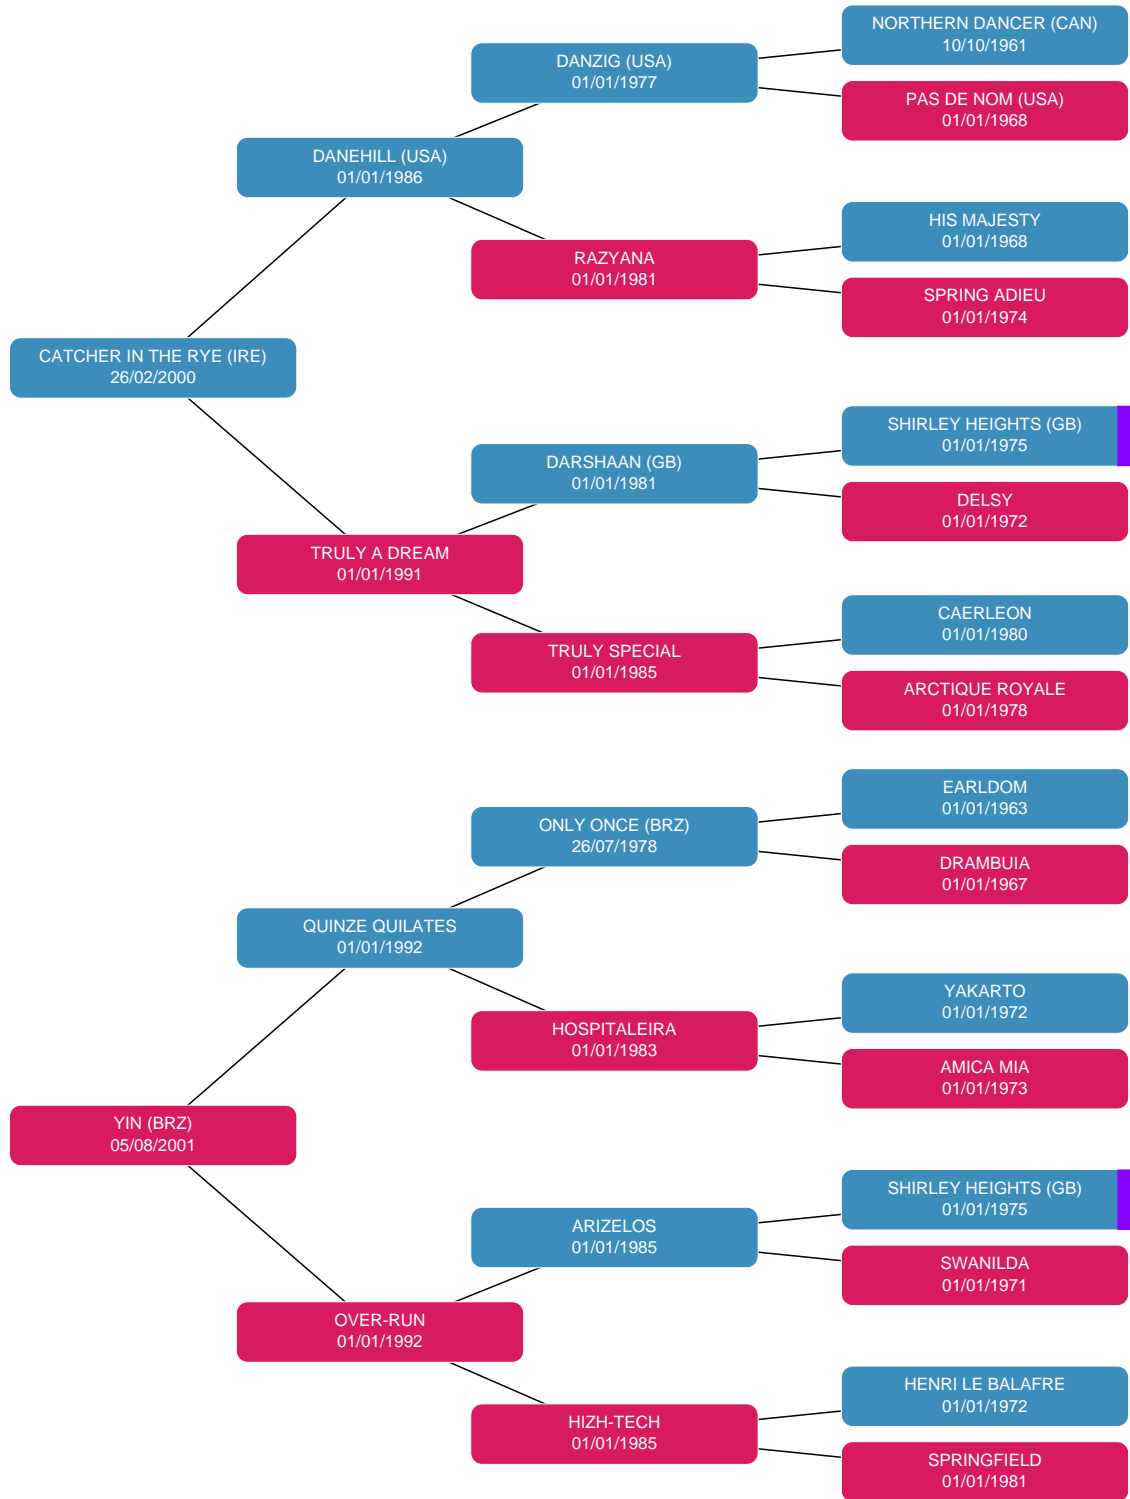 NORTHERN DANCER (CAN)
10/10/1961
DANZIG (USA)
01/01/1977
PAS DE NOM (USA)
01/01/1968
DANEHILL (USA)
01/01/1986
HIS MAJESTY
01/01/1968
RAZYANA
01/01/1981
SPRING ADIEU
01/01/1974
CATCHER IN THE RYE (IRE)
26/02/2000
SHIRLEY HEIGHTS (GB)
01/01/1975
DARSHAAN (GB)
01/01/1981
DELSY
01/01/1972
TRULY A DREAM
01/01/1991
CAERLEON
01/01/1980
TRULY SPECIAL
01/01/1985
ARCTIQUE ROYALE
01/01/1978
EARLDOM
01/01/1963
ONLY ONCE (BRZ)
26/07/1978
DRAMBUIA
01/01/1967
QUINZE QUILATES
01/01/1992
YAKARTO
01/01/1972
HOSPITALEIRA
01/01/1983
AMICA MIA
01/01/1973
YIN (BRZ)
05/08/2001
SHIRLEY HEIGHTS (GB)
01/01/1975
ARIZELOS
01/01/1985
SWANILDA
01/01/1971
OVER-RUN
01/01/1992
HENRI LE BALAFRE
01/01/1972
HIZH-TECH
01/01/1985
SPRINGFIELD
01/01/1981